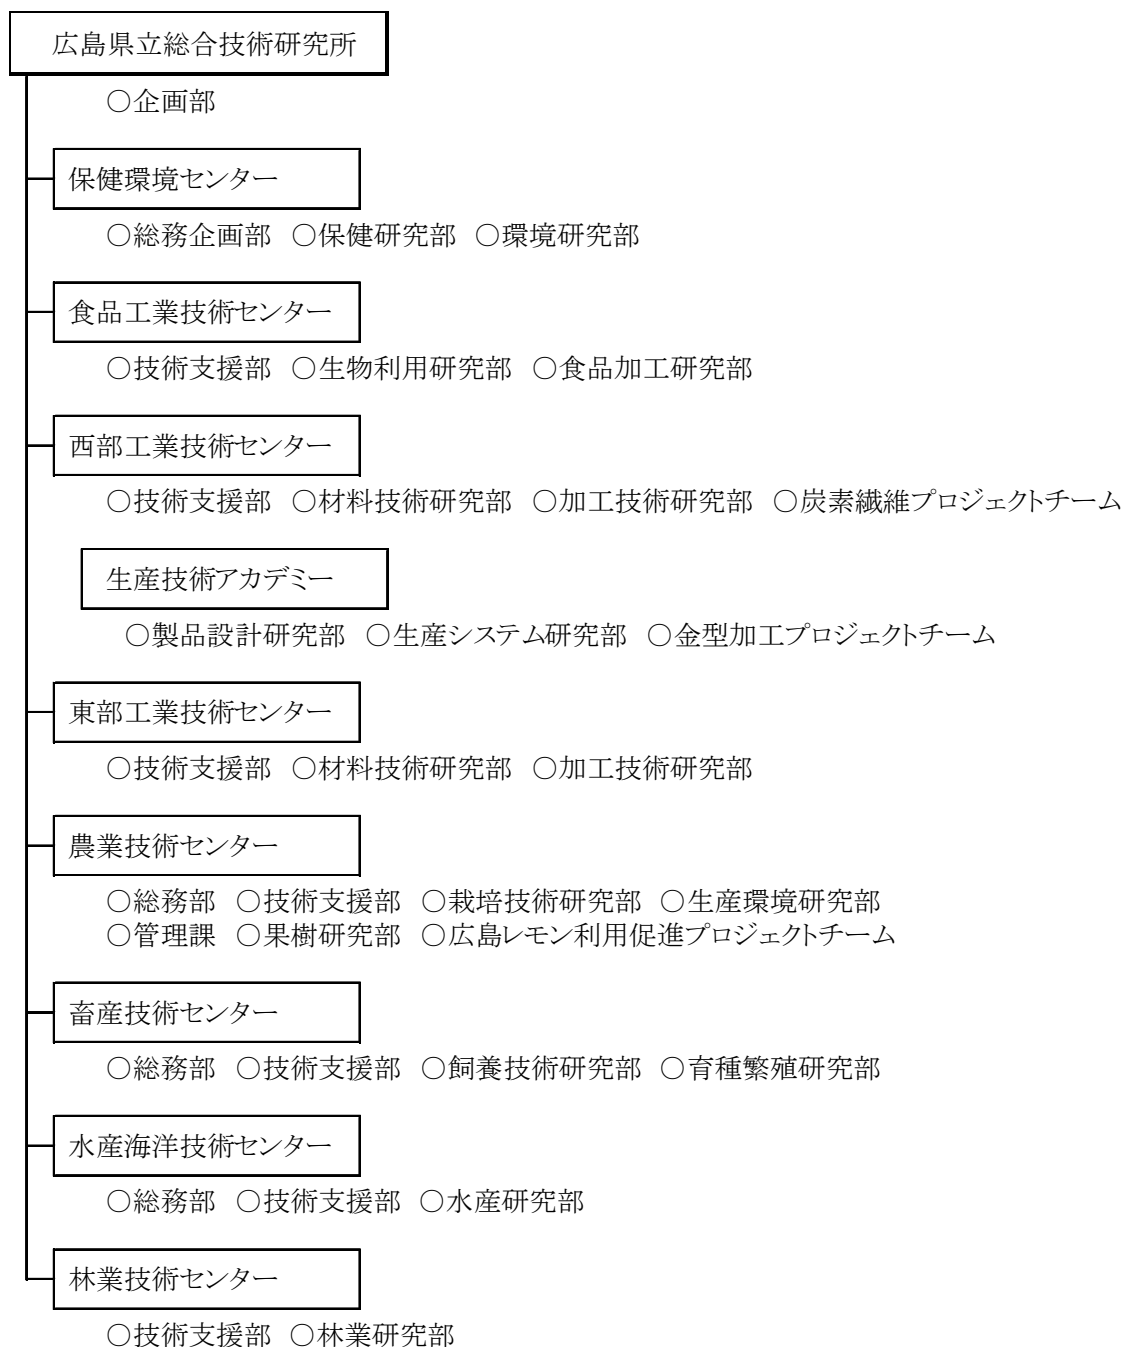 広島県立総合技術研究所
○企画部
保健環境センター
○総務企画部 ○保健研究部 ○環境研究部
食品工業技術センター
○技術支援部 ○生物利用研究部 ○食品加工研究部
西部工業技術センター
○技術支援部 ○材料技術研究部 ○加工技術研究部 ○炭素繊維プロジェクトチーム
生産技術アカデミー
○製品設計研究部 ○生産システム研究部 ○金型加工プロジェクトチーム
東部工業技術センター
○技術支援部 ○材料技術研究部 ○加工技術研究部
農業技術センター
○総務部 ○技術支援部 ○栽培技術研究部 ○生産環境研究部
○管理課 ○果樹研究部 ○広島レモン利用促進プロジェクトチーム
畜産技術センター
○総務部 ○技術支援部 ○飼養技術研究部 ○育種繁殖研究部
水産海洋技術センター
○総務部 ○技術支援部 ○水産研究部
林業技術センター
○技術支援部 ○林業研究部